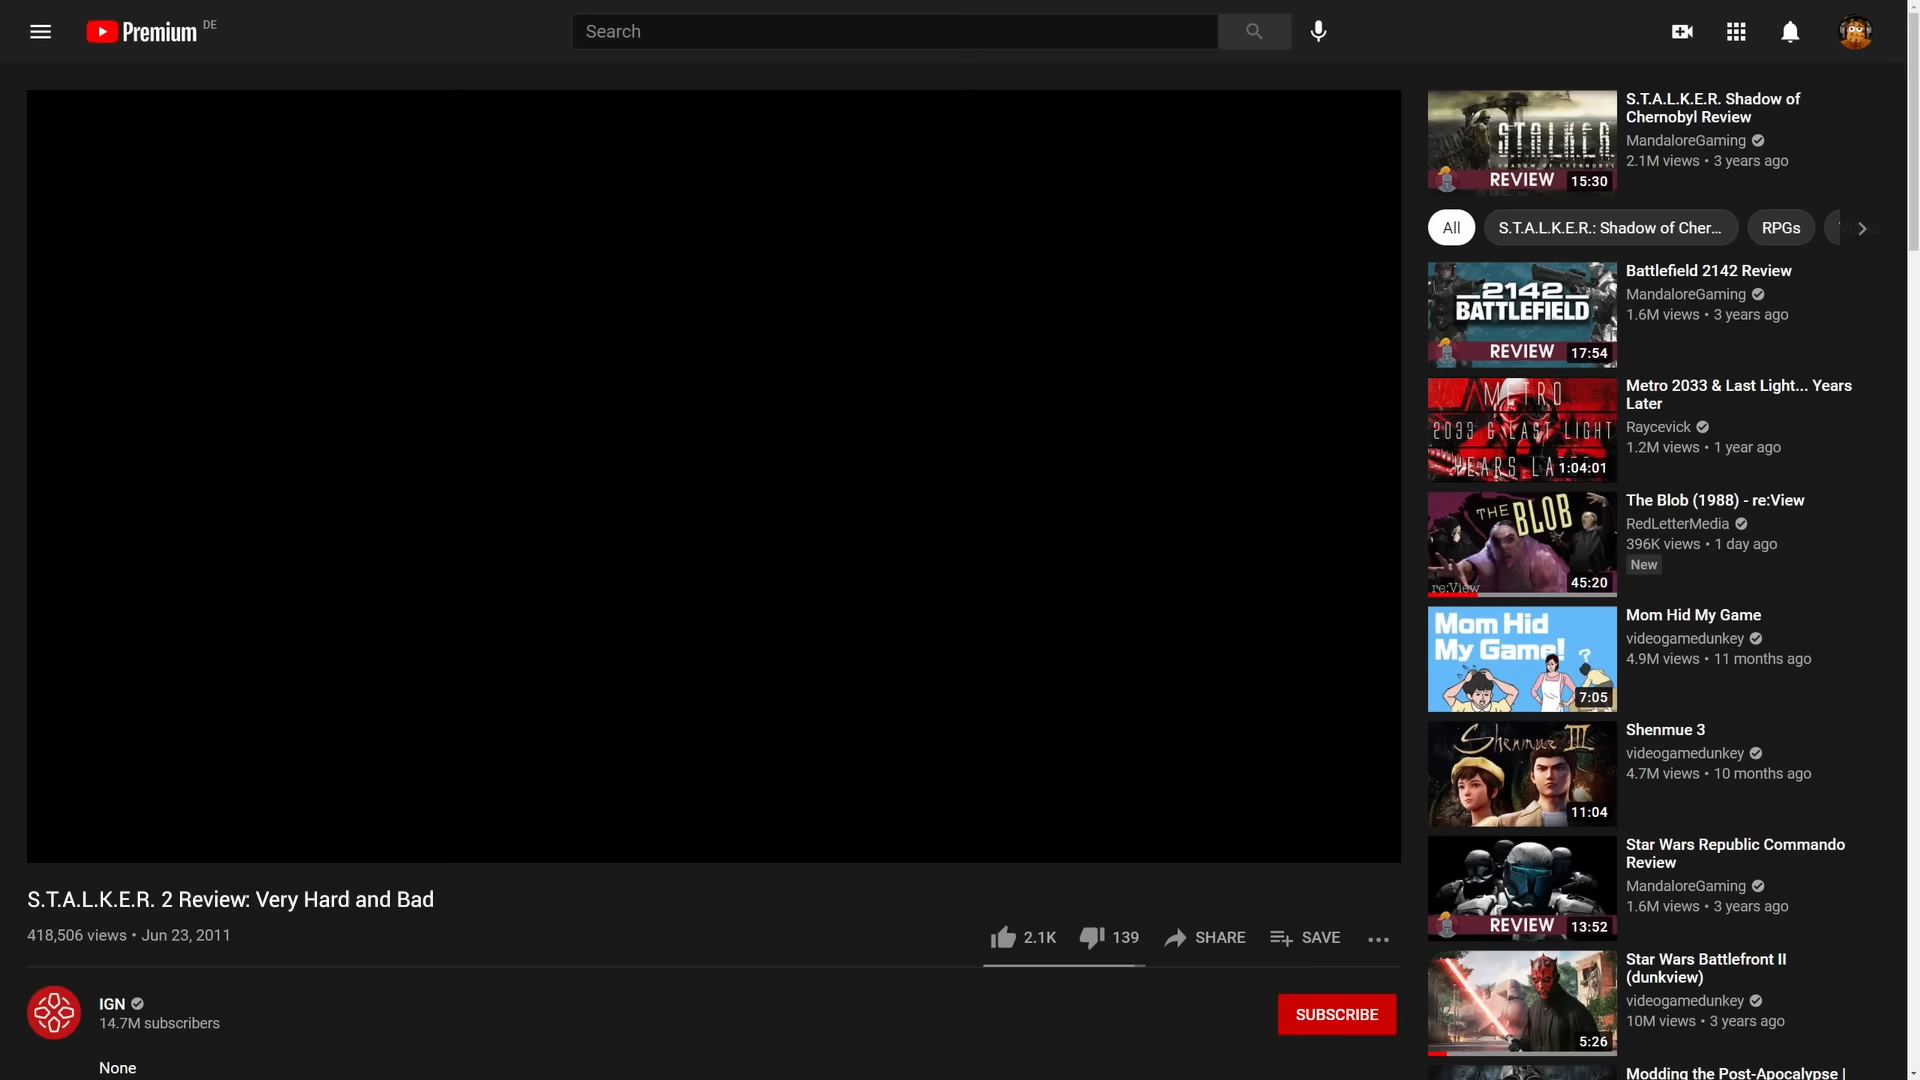 Premium DE
Search
S.T.A.L.K.E.R. Shadow of
Chernobyl Review
MandaloreGaming
2.1M views • 3 years ago
STALKER
SHADOW OF CHERNOBYL
REVIEW
15:30
All
S.T.A.L.K.E.R.: Shadow of Cher...
RPGs
Battlefield 2142 Review
MandaloreGaming
1.6M views • 3 years ago
2142
BATTLEFIELD
REVIEW
17:54
Metro 2033 & Last Light... Years
Later
Raycevick
1.2M views • 1 year ago
METRO
2033 & LAST LIGHT
YEARS LATE
1:04:01
The Blob (1988) - re:View
RedLetterMedia
396K views • 1 day ago
New
THE BLOB
re:View
45:20
Mom Hid My Game
videogamedunkey
4.9M views • 11 months ago
Mom Hid
My Game!
?
7:05
Shenmue 3
videogamedunkey
4.7M views • 10 months ago
Shenmue III
11:04
Star Wars Republic Commando
Review
MandaloreGaming
1.6M views • 3 years ago
REVIEW
13:52
Star Wars Battlefront II
(dunkview)
videogamedunkey
10M views • 3 years ago
5:26
Modding the Post-Apocalypse |
S.T.A.L.K.E.R. 2 Review: Very Hard and Bad
418,506 views • Jun 23, 2011
2.1K
139
SHARE
SAVE
IGN
14.7M subscribers
SUBSCRIBE
None